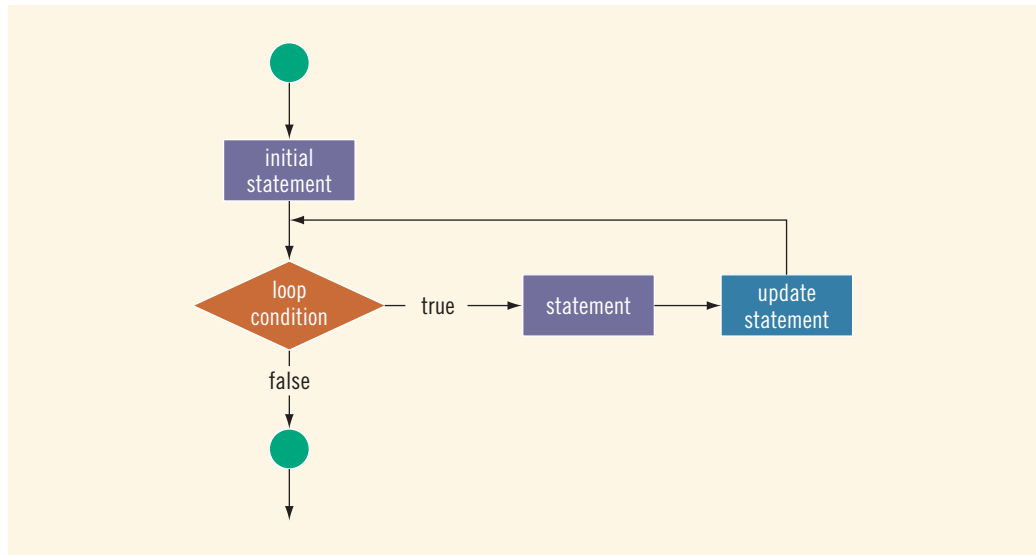 initial
statement
loop
condition
true
statement
update
statement
false